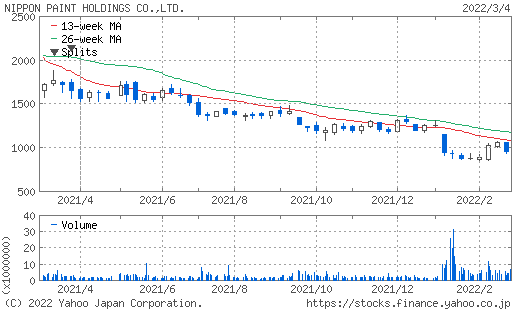 NIPPON PAINT HOLDINGS CO.,LTD. 2022/3/4
2500
13-week MA
26-week MA
Splits
2000
1500
1000
500
2021/4 2021/6 2021/8 2021/10 2021/12 2022/2
40
Volume
30
20
10
0
(x1000000)
2021/4 2021/6 2021/8 2021/10 2021/12 2022/2
(C) 2022 Yahoo Japan Corporation. https://stocks.finance.yahoo.co.jp/